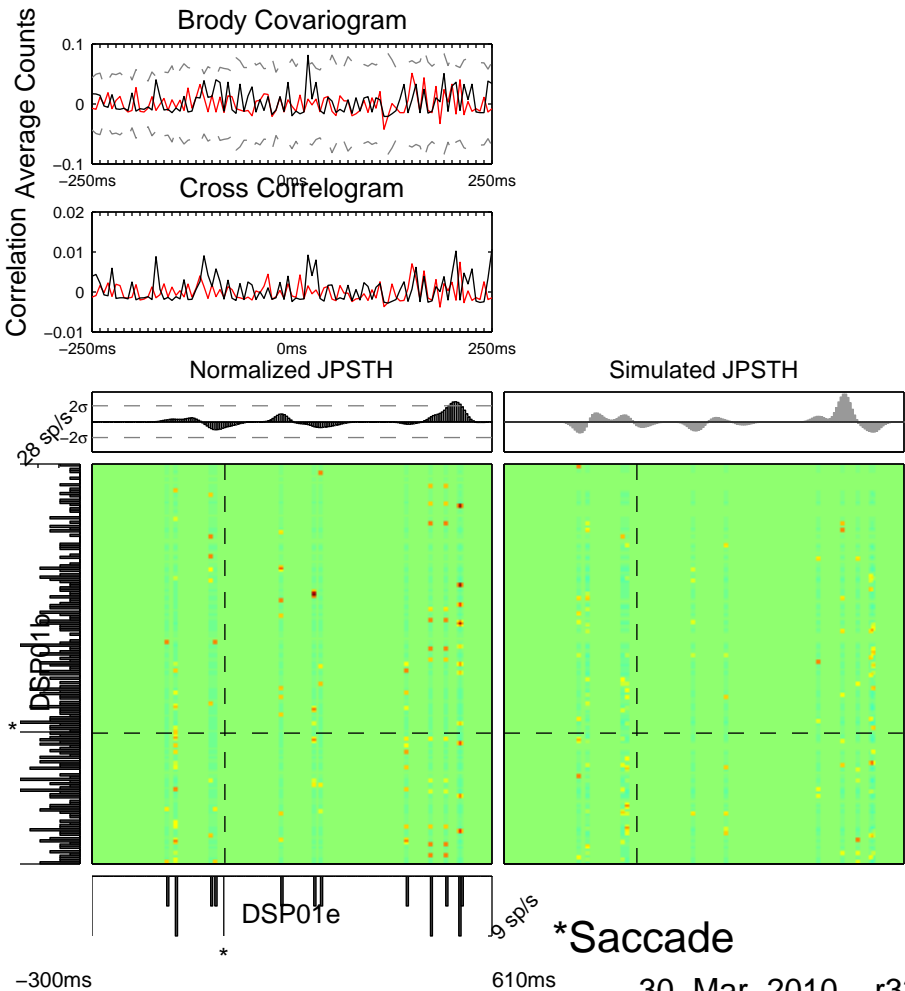 Brody Covariogram
0.1
0
−0.1
Average Counts
−250ms
0ms
250ms
Cross Correlogram
0.02
0.01
0
−0.01
Correlation
−250ms
0ms
250ms
Normalized JPSTH
Simulated JPSTH
2σ
−2σ
28 sp/s
DSP01b
*
DSP01e
9 sp/s
*
*Saccade
−300ms
610ms
30 Mar 2010